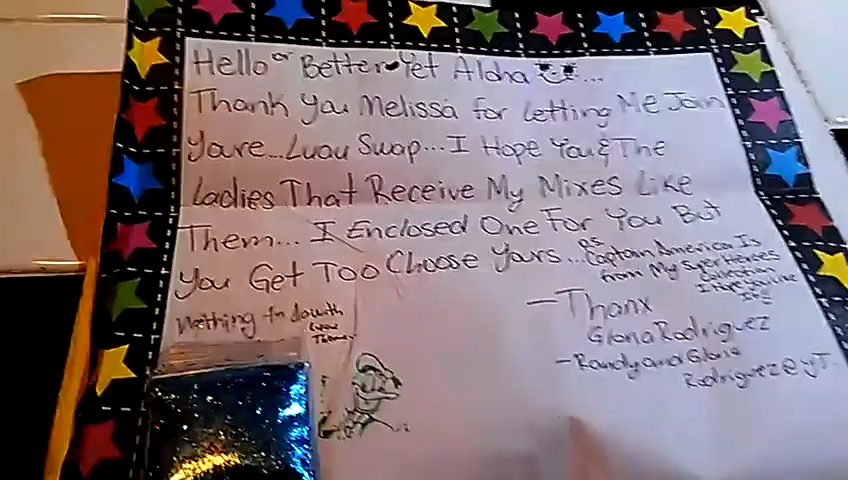 Hello or Better Yet Aloha ...
Thank you Melissa for Letting Me Join
Youre...Luau Swap...I Hope You & The
Ladies That Receive My Mixes Like
Them... I Enclosed One For You But
You Get Too Choose Yours...
Ps Captain America Is
from My Super Heroes
Collection
I Hope you like
It
Nothing to do with
Luau
Theme.
—Thanx
Gloria Rodriguez
—Randy and Gloria
Rodriguez @ yT.